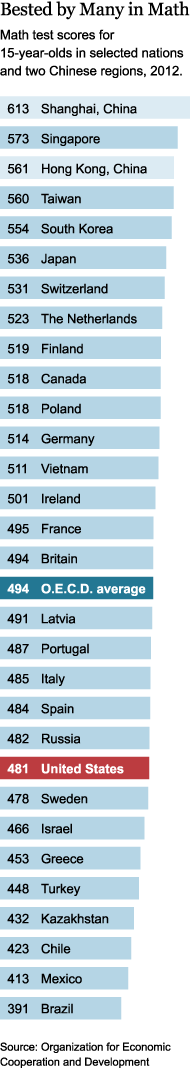 Bested by Many in Math
Math test scores for
15-year-olds in selected nations
and two Chinese regions, 2012.
613 Shanghai, China
573 Singapore
561 Hong Kong, China
560 Taiwan
554 South Korea
536 Japan
531 Switzerland
523 The Netherlands
519 Finland
518 Canada
518 Poland
514 Germany
511 Vietnam
501 Ireland
495 France
494 Britain
494 O.E.C.D. average
491 Latvia
487 Portugal
485 Italy
484 Spain
482 Russia
481 United States
478 Sweden
466 Israel
453 Greece
448 Turkey
432 Kazakhstan
423 Chile
413 Mexico
391 Brazil
Source: Organization for Economic
Cooperation and Development